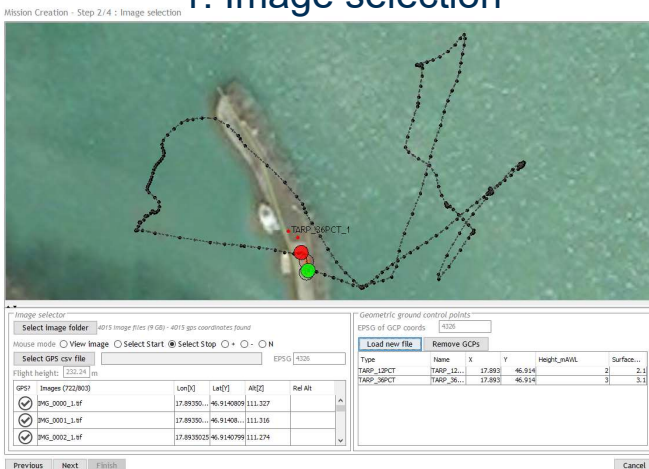 1. Image selection
Mission Creation - Step 2/4 : Image selection
TARP_36PCT_1
Image selector
Select image folder 4015 image files (9 GB) - 4015 gps coordinates found
Mouse mode View image Select Start Select Stop + - N
Select GPS csv file EPSG 4326
Flight height: 232.24 m
GPS? Images (722/803) Lon[X] Lat[Y] Alt[Z] Rel Alt
IMG_0000_1.tif 17.89350... 46.9140809 111.327
IMG_0001_1.tif 17.89350... 46.91408... 111.316
IMG_0002_1.tif 17.8935025 46.9140799 111.274
Geometric ground control points
EPSG of GCP coords 4326
Load new file Remove GCPs
Type Name X Y Height_mAWL Surface...
TARP_12PCT TARP_12... 17.893 46.914 2 2.1
TARP_36PCT TARP_36... 17.893 46.914 3 3.1
Previous Next Finish Cancel